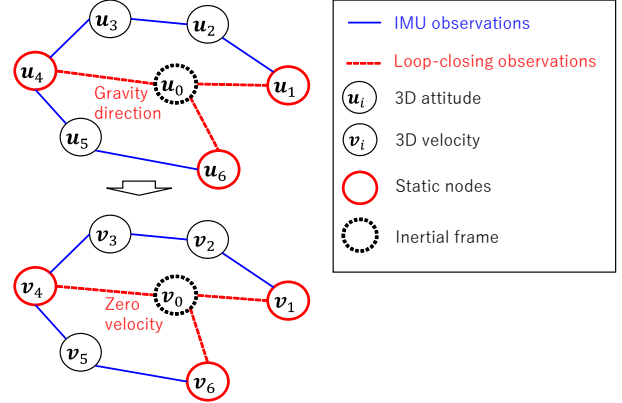 u3
u2
u4
u0
u1
Gravity
direction
u5
u6
v3
v2
v4
v0
v1
Zero
velocity
v5
v6
IMU observations
Loop-closing observations
ui 3D attitude
vi 3D velocity
Static nodes
Inertial frame